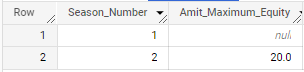 Row Season_Number Amit_Maximum_Equity
1 1 null
2 2 20.0